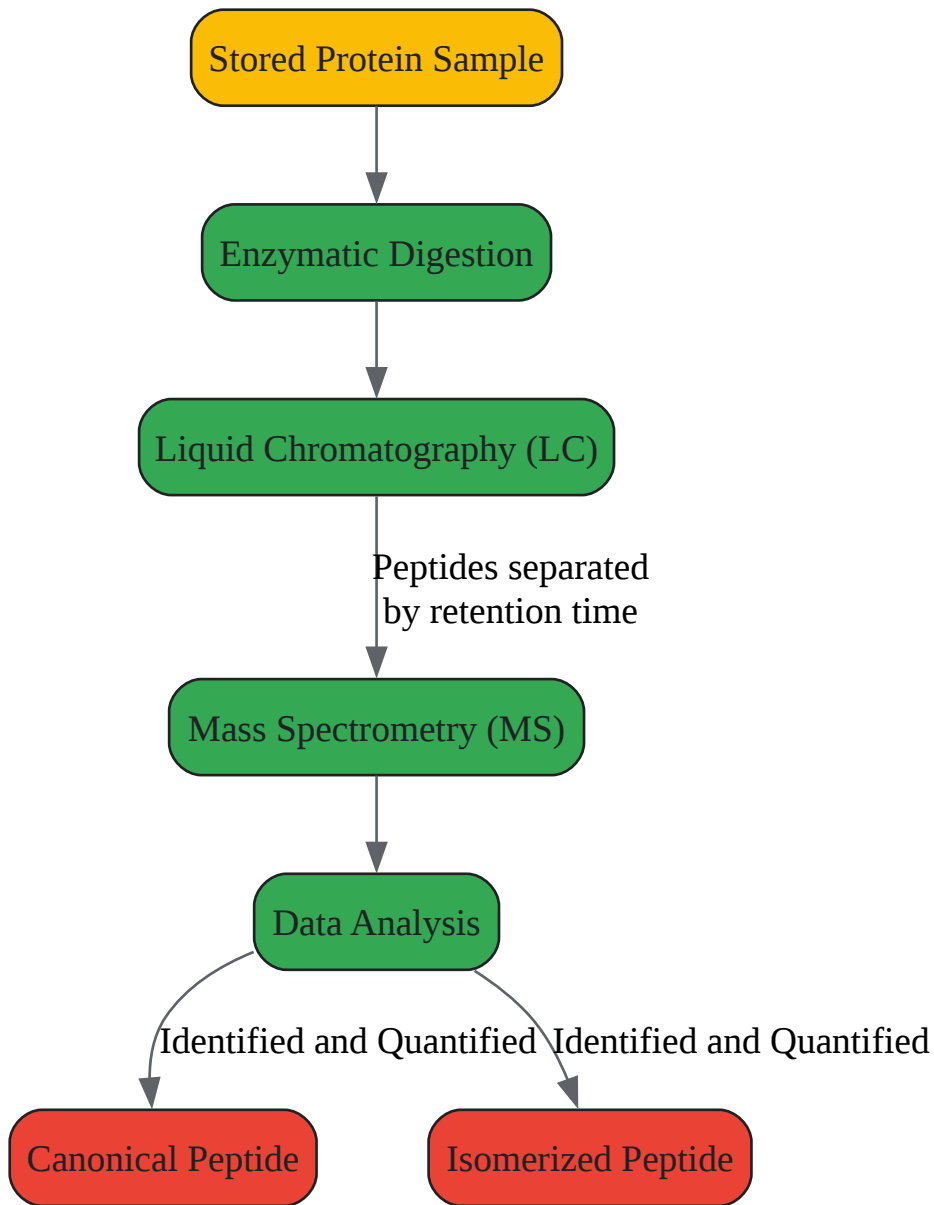 Stored Protein Sample
Enzymatic Digestion
Liquid Chromatography (LC)
Peptides separated
by retention time
Mass Spectrometry (MS)
Data Analysis
Identified and Quantified
Identified and Quantified
Canonical Peptide
Isomerized Peptide